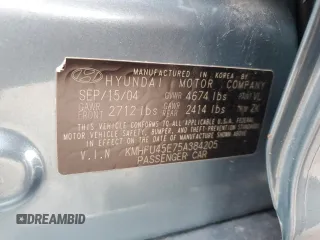 MANUFACTURED IN KOREA BY
HYUNDAI MOTOR COMPANY
SEP/15/04 GVWR 4674 lbs
GAWR FRONT 2712 lbs GAWR 2414 lbs
THIS VEHICLE CONFORMS TO ALL APPLICABLE
FEDERAL MOTOR VEHICLE SAFETY, BUMPER,
AND THEFT PREVENTION STANDARDS
IN EFFECT ON THE DATE OF
MANUFACTURE SHOWN ABOVE.
V.I.N KMHFU45E75A384205
PASSENGER CAR
AUTOBIDCAR